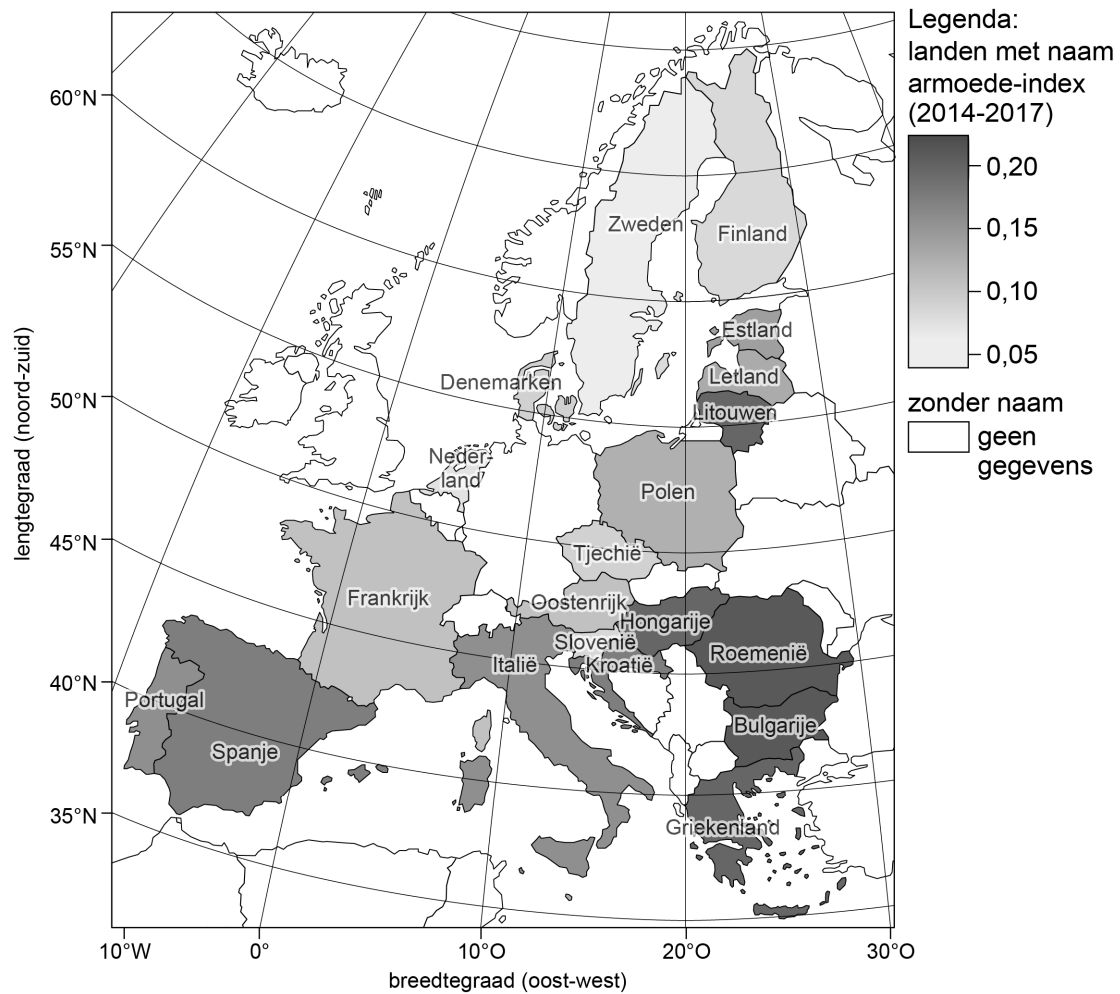 Legenda:
landen met naam
armoede-index
(2014-2017)
0,20
0,15
0,10
0,05
zonder naam
geen
gegevens
lengtegraad (noord-zuid)
60°N
55°N
50°N
45°N
40°N
35°N
Zweden
Finland
Estland
Letland
Litouwen
Denemarken
Neder-
land
Polen
Tjechië
Frankrijk
Oostenrijk
Hongarije
Slovenië
Roemenië
Italië
Kroatië
Portugal
Bulgarije
Spanje
Griekenland
10°W
0°
10°O
20°O
30°O
breedtegraad (oost-west)